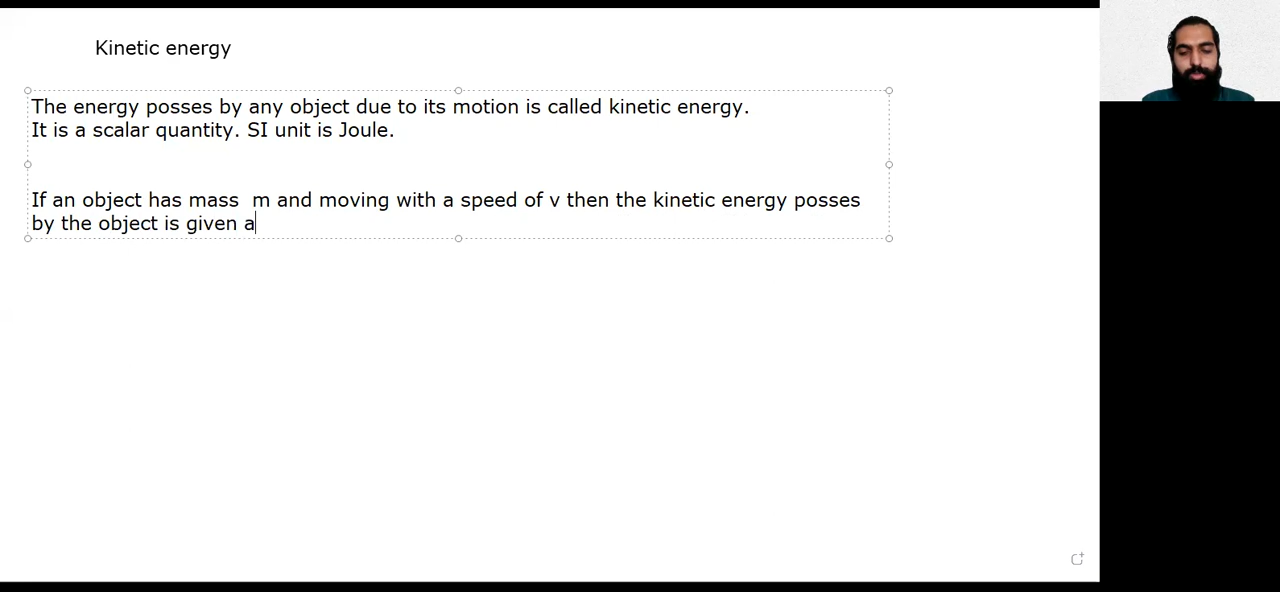 Kinetic energy
The energy posses by any object due to its motion is called kinetic energy.
It is a scalar quantity. SI unit is Joule.
If an object has mass  m and moving with a speed of v then the kinetic energy posses
by the object is given a